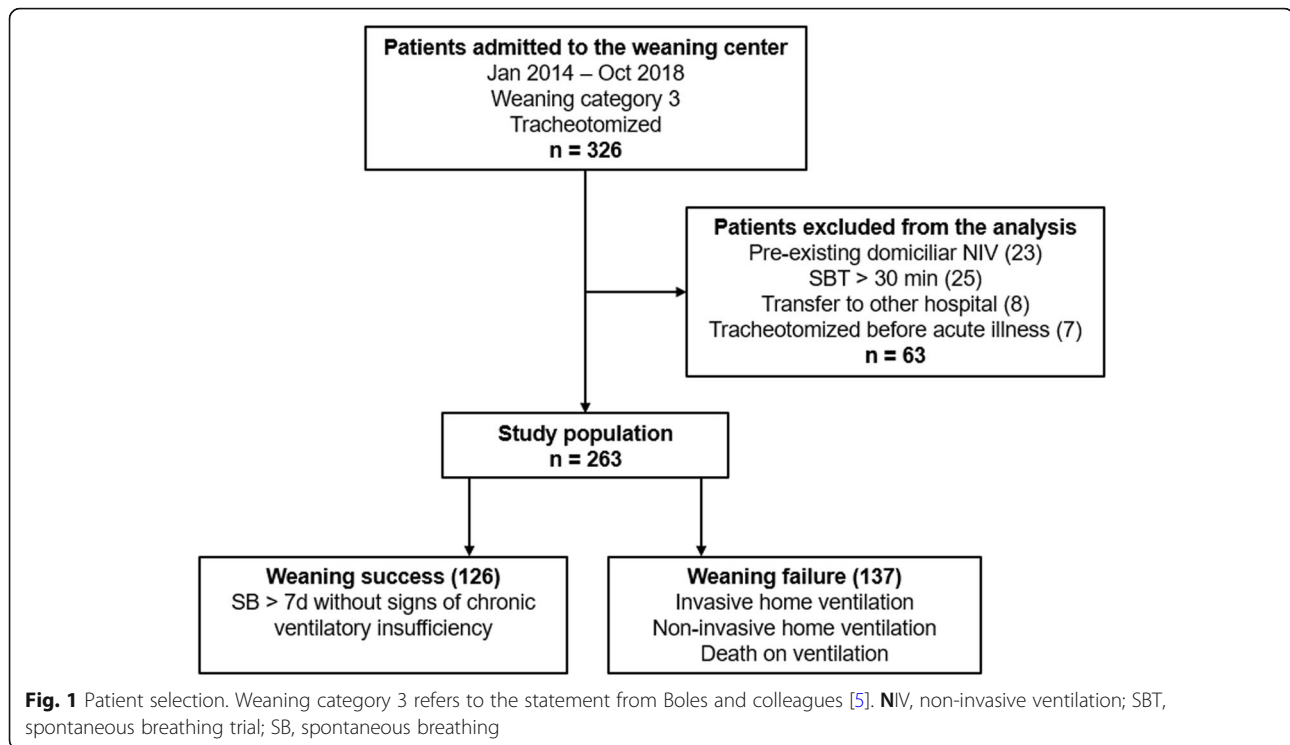 Patients admitted to the weaning center
Jan 2014 – Oct 2018
Weaning category 3
Tracheotomized
n = 326
Patients excluded from the analysis
Pre-existing domiciliar NIV (23)
SBT > 30 min (25)
Transfer to other hospital (8)
Tracheotomized before acute illness (7)
n = 63
Study population
n = 263
Weaning success (126)
SB > 7d without signs of chronic
ventilatory insufficiency
Weaning failure (137)
Invasive home ventilation
Non-invasive home ventilation
Death on ventilation
Fig. 1 Patient selection. Weaning category 3 refers to the statement from Boles and colleagues [5]. NIV, non-invasive ventilation; SBT,
spontaneous breathing trial; SB, spontaneous breathing